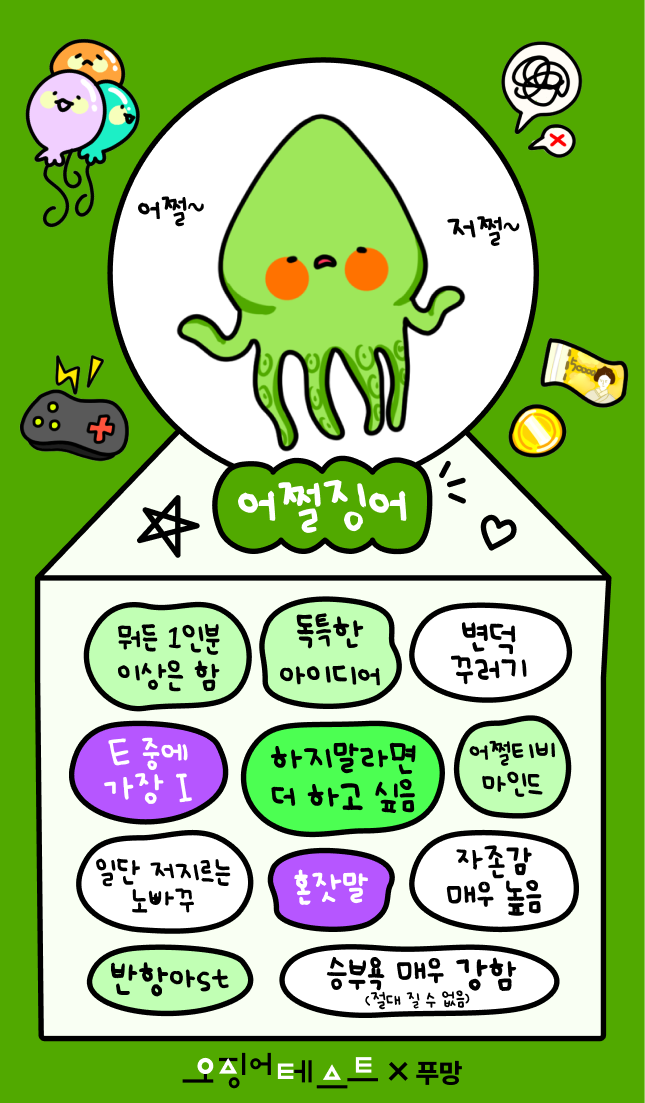 어쩔~
저쩔~
50000
어쩔징어
뭐든 1인분
이상은 함
독특한
아이디어
변덕
꾸러기
E 중에
가장 I
하지말라면
더 하고 싶음
어쩔티비
마인드
일단 저지르는
노빠꾸
혼잣말
자존감
매우 높음
반항아st
승부욕 매우 강함
(절대 질 수 없음)
오징어테스트 × 푸망